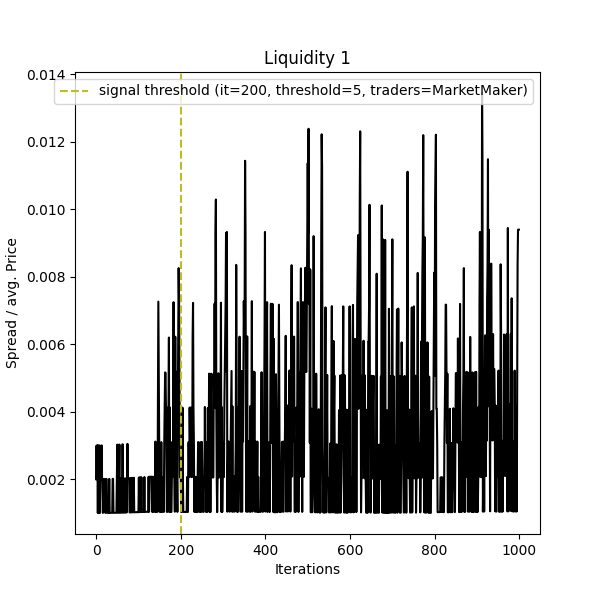 Liquidity 1
signal threshold (it=200, threshold=5, traders=MarketMaker)
Spread / avg. Price
0.014
0.012
0.010
0.008
0.006
0.004
0.002
0 200 400 600 800 1000
Iterations